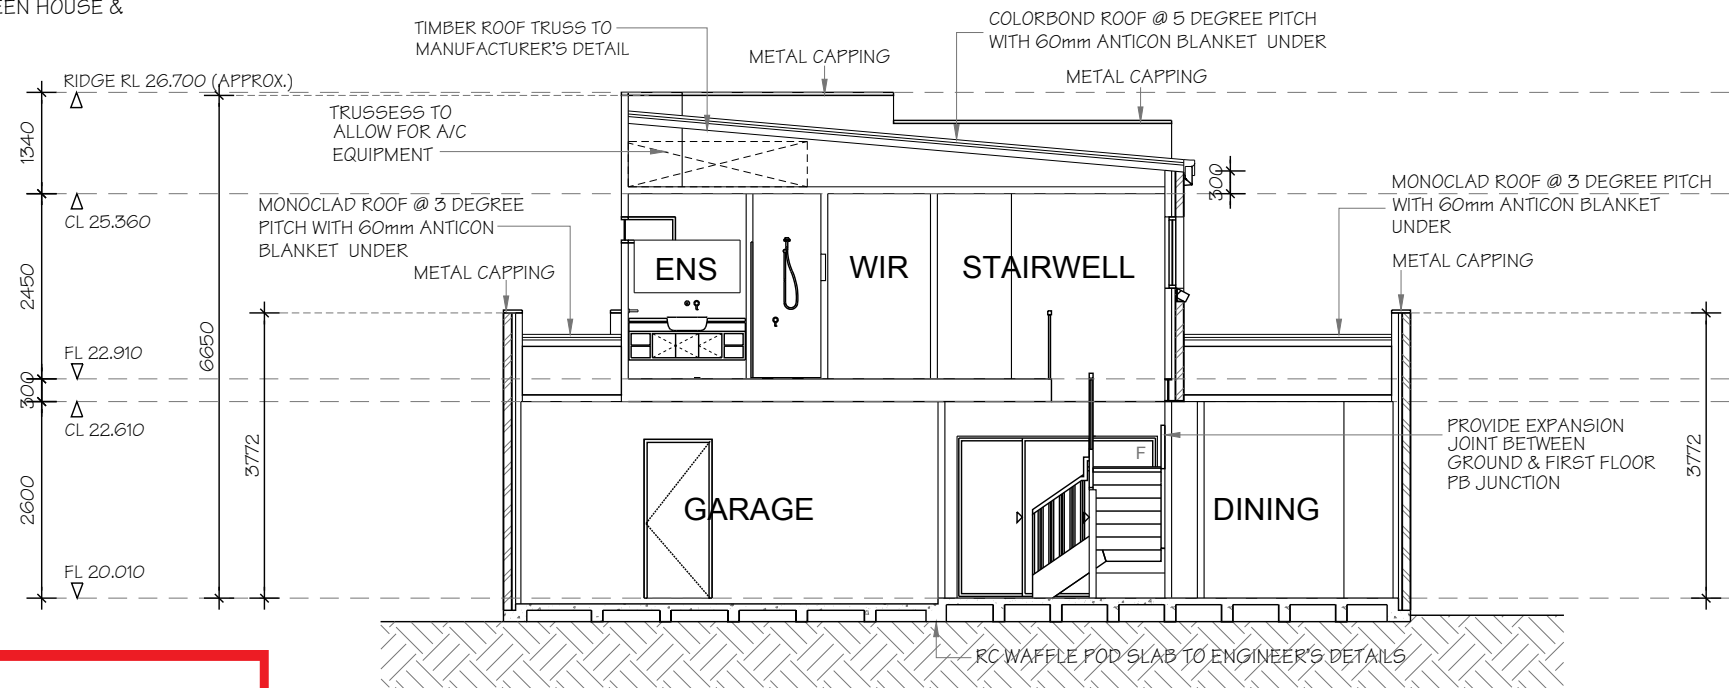 EEN HOUSE &
TIMBER ROOF TRUSS TO
MANUFACTURER'S DETAIL
COLORBOND ROOF @ 5 DEGREE PITCH
WITH 60mm ANTICON BLANKET UNDER
METAL CAPPING
METAL CAPPING
RIDGE RL 26.700 (APPROX.)
TRUSSESS TO
ALLOW FOR A/C
EQUIPMENT
1340
300
CL 25.360
MONOCLAD ROOF @ 3 DEGREE
PITCH WITH 60mm ANTICON
BLANKET UNDER
METAL CAPPING
MONOCLAD ROOF @ 3 DEGREE PITCH
WITH 60mm ANTICON BLANKET
UNDER
METAL CAPPING
ENS
WIR
STAIRWELL
2450
6650
FL 22.910
300
CL 22.610
3772
2600
F
PROVIDE EXPANSION
JOINT BETWEEN
GROUND & FIRST FLOOR
PB JUNCTION
3772
GARAGE
DINING
FL 20.010
RC WAFFLE POD SLAB TO ENGINEER'S DETAILS